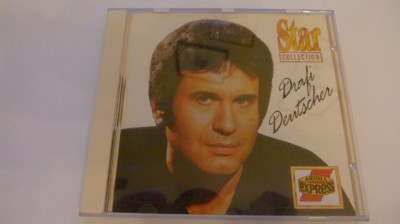 Star
COLLECTION
Drafi
Deutscher
express